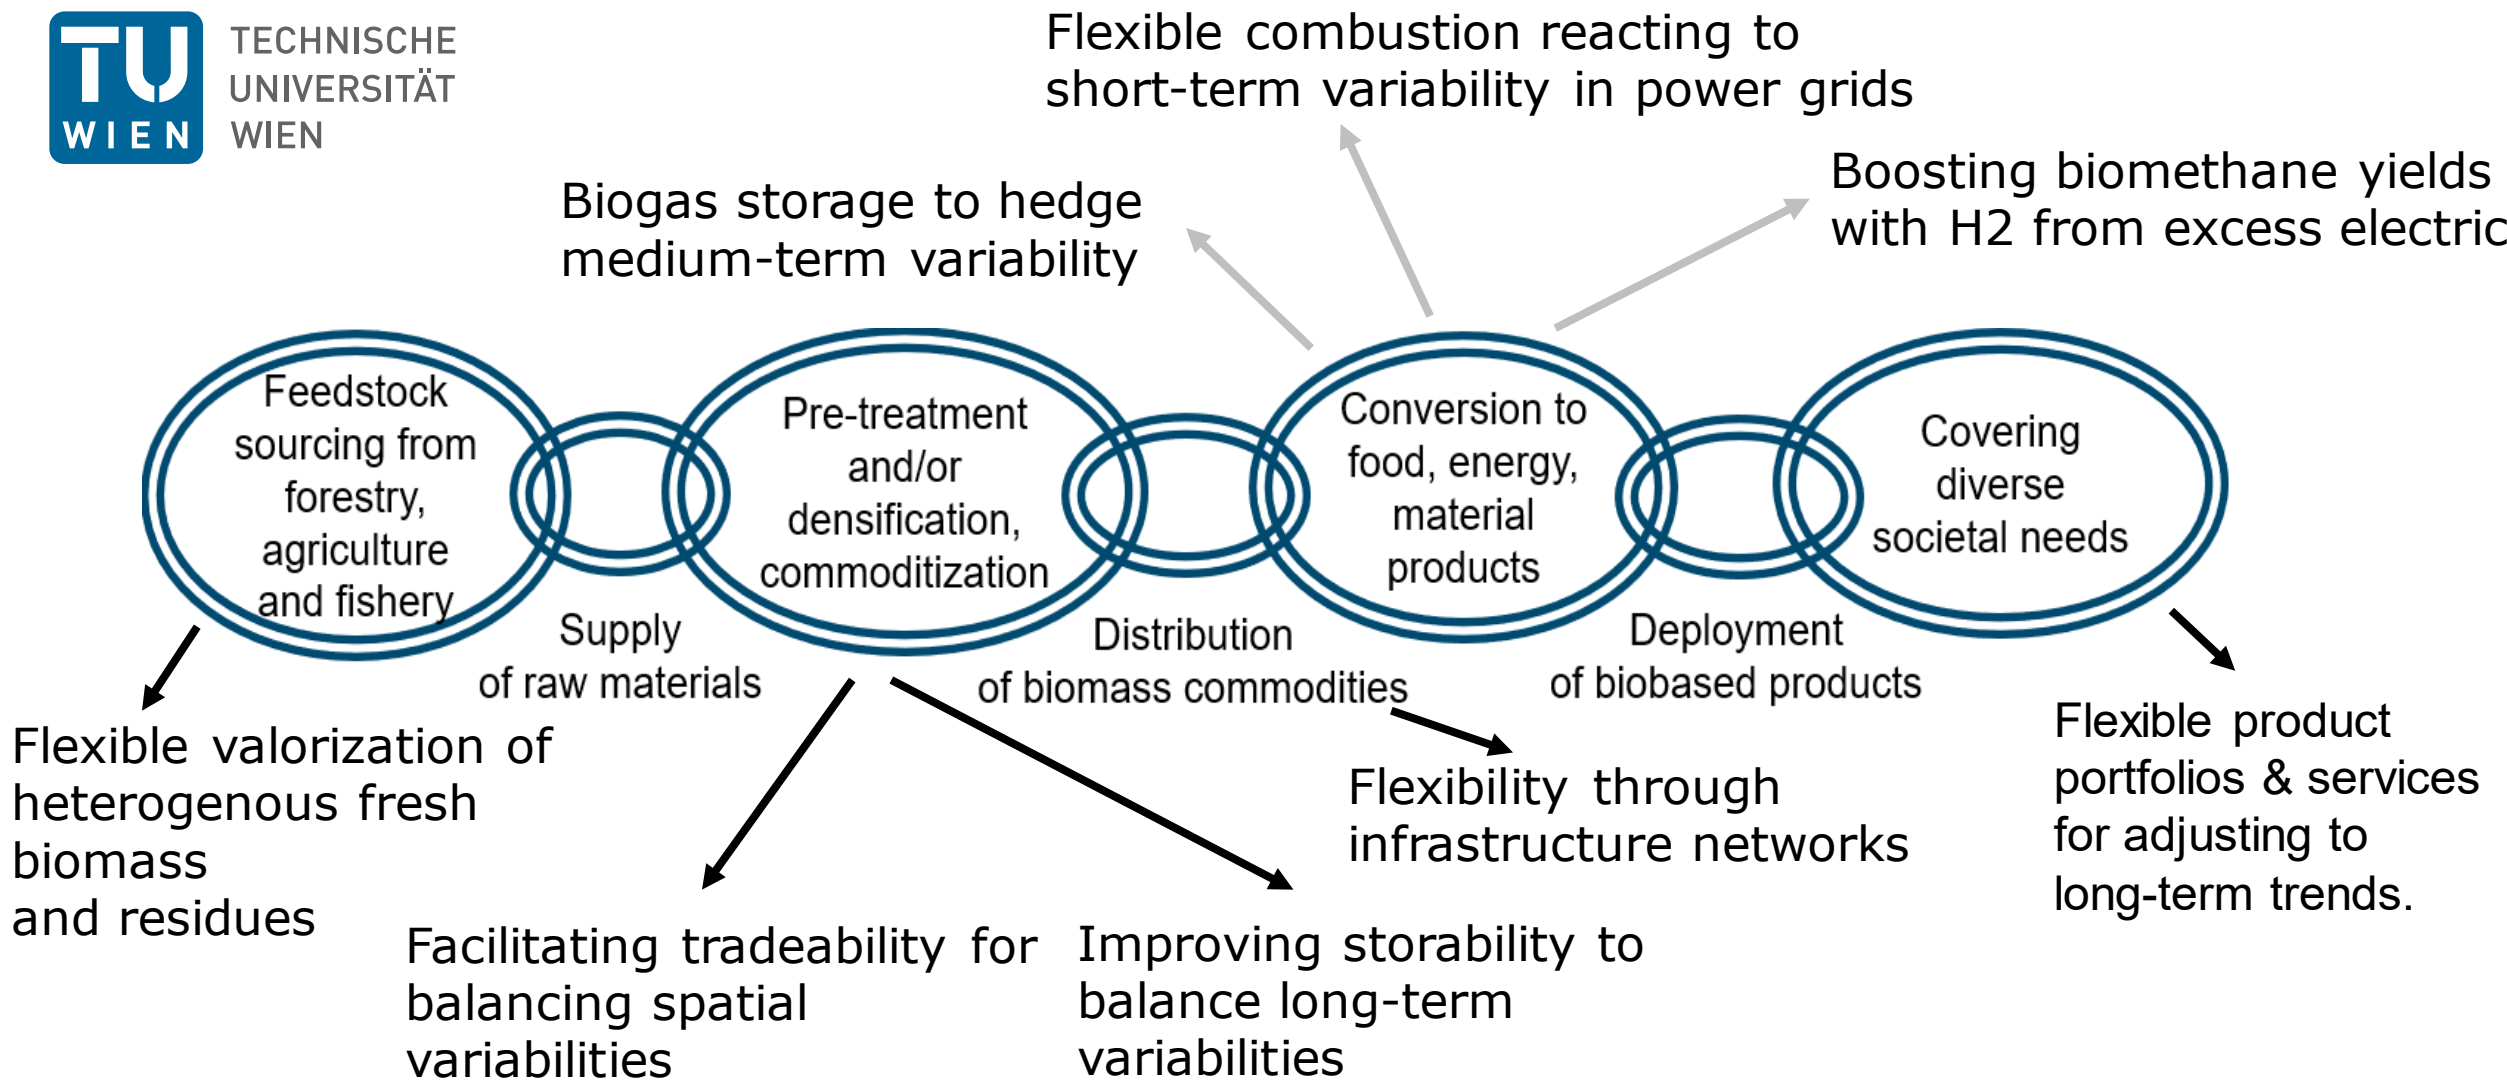 TU
WIEN
TECHNISCHE
UNIVERSITÄT
WIEN
Flexible combustion reacting to
short-term variability in power grids
Boosting biomethane yields
with H2 from excess electric
Biogas storage to hedge
medium-term variability
Feedstock
sourcing from
forestry,
agriculture
and fishery
Supply
of raw materials
Pre-treatment
and/or
densification,
commoditization
Distribution
of biomass commodities
Conversion to
food, energy,
material
products
Deployment
of biobased products
Covering
diverse
societal needs
Flexible valorization of
heterogenous fresh
biomass
and residues
Facilitating tradeability for
balancing spatial
variabilities
Improving storability to
balance long-term
variabilities
Flexibility through
infrastructure networks
Flexible product
portfolios & services
for adjusting to
long-term trends.